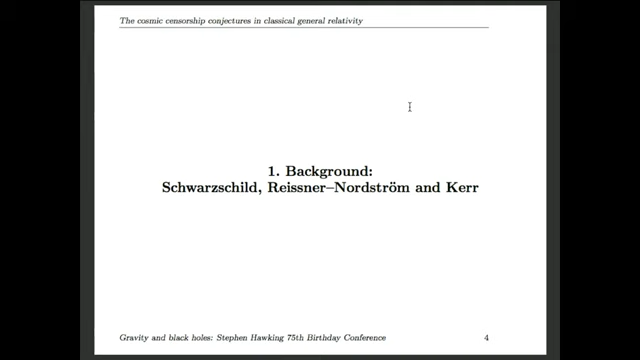 The cosmic censorship conjectures in classical general relativity
1. Background:
Schwarzschild, Reissner–Nordström and Kerr
Gravity and black holes: Stephen Hawking 75th Birthday Conference 4